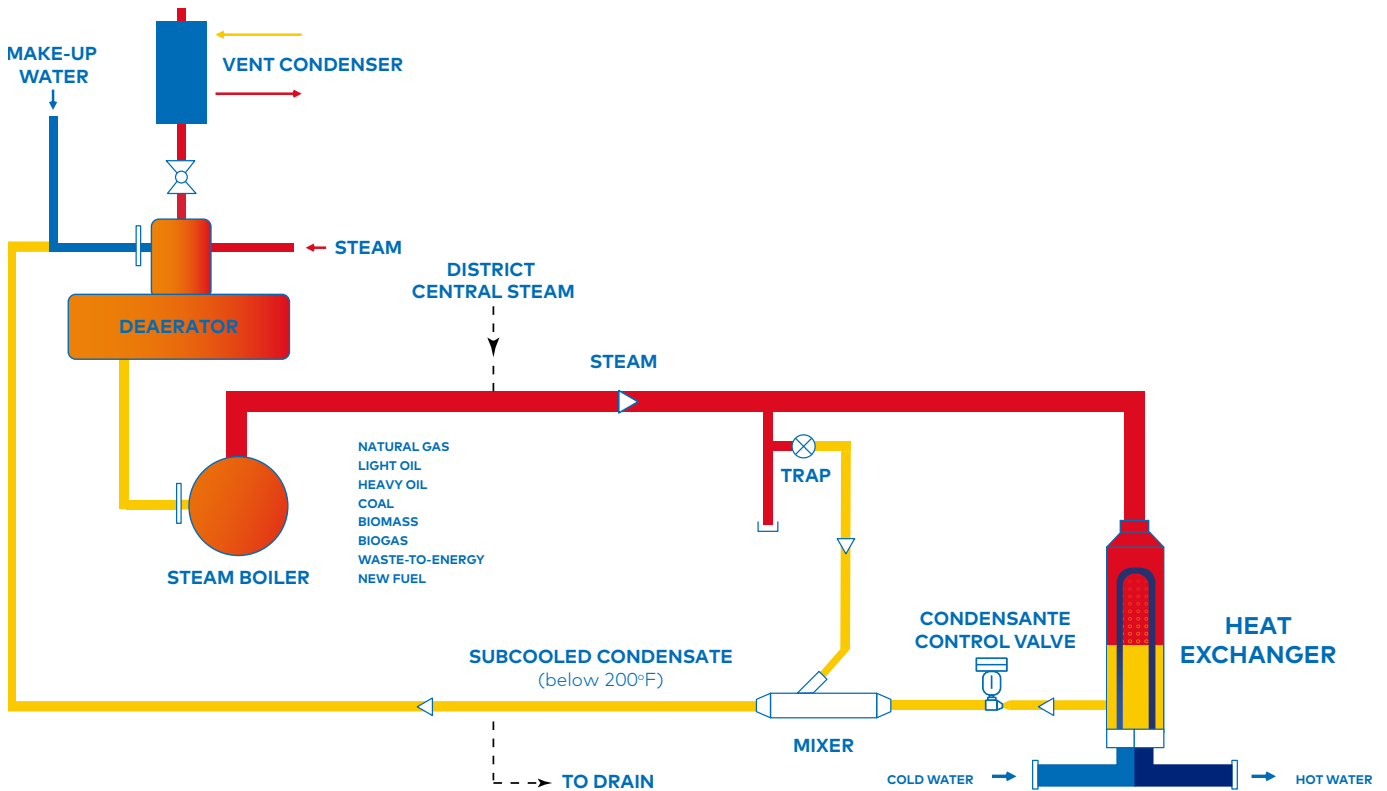 MAKE-UP
WATER
VENT CONDENSER
STEAM
DEAERATOR
DISTRICT
CENTRAL STEAM
STEAM
NATURAL GAS
LIGHT OIL
HEAVY OIL
COAL
BIOMASS
BIOGAS
WASTE-TO-ENERGY
NEW FUEL
TRAP
STEAM BOILER
CONDENSANTE
CONTROL VALVE
HEAT
EXCHANGER
SUBCOOLED CONDENSATE
(below 200°F)
MIXER
TO DRAIN
COLD WATER
HOT WATER